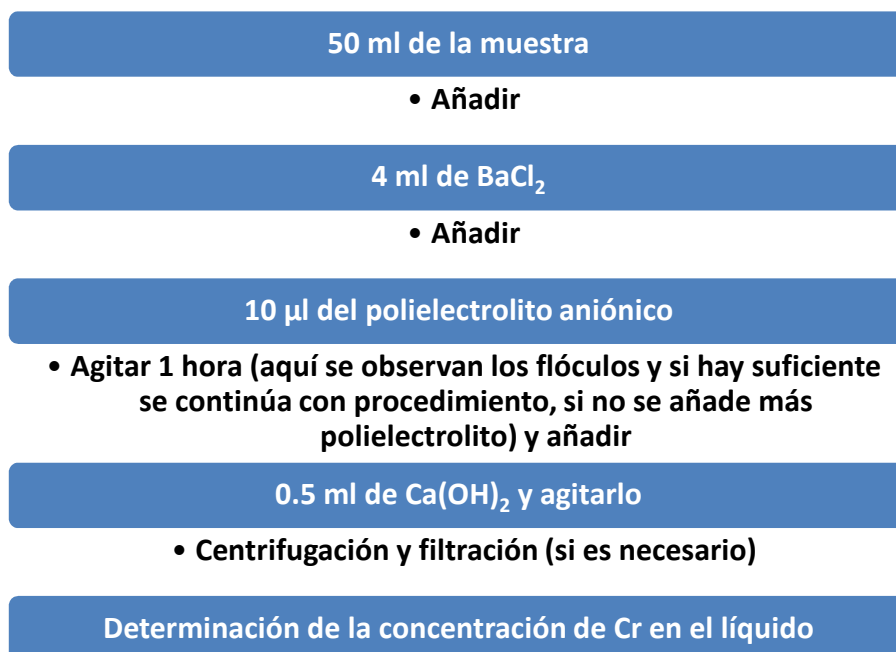 50 ml de la muestra
• Añadir
4 ml de BaCl₂
• Añadir
10 µl del polielectrolito aniónico
• Agitar 1 hora (aquí se observan los flóculos y si hay suficiente
se continúa con procedimiento, si no se añade más
polielectrolito) y añadir
0.5 ml de Ca(OH)₂ y agitarlo
• Centrifugación y filtración (si es necesario)
Determinación de la concentración de Cr en el líquido